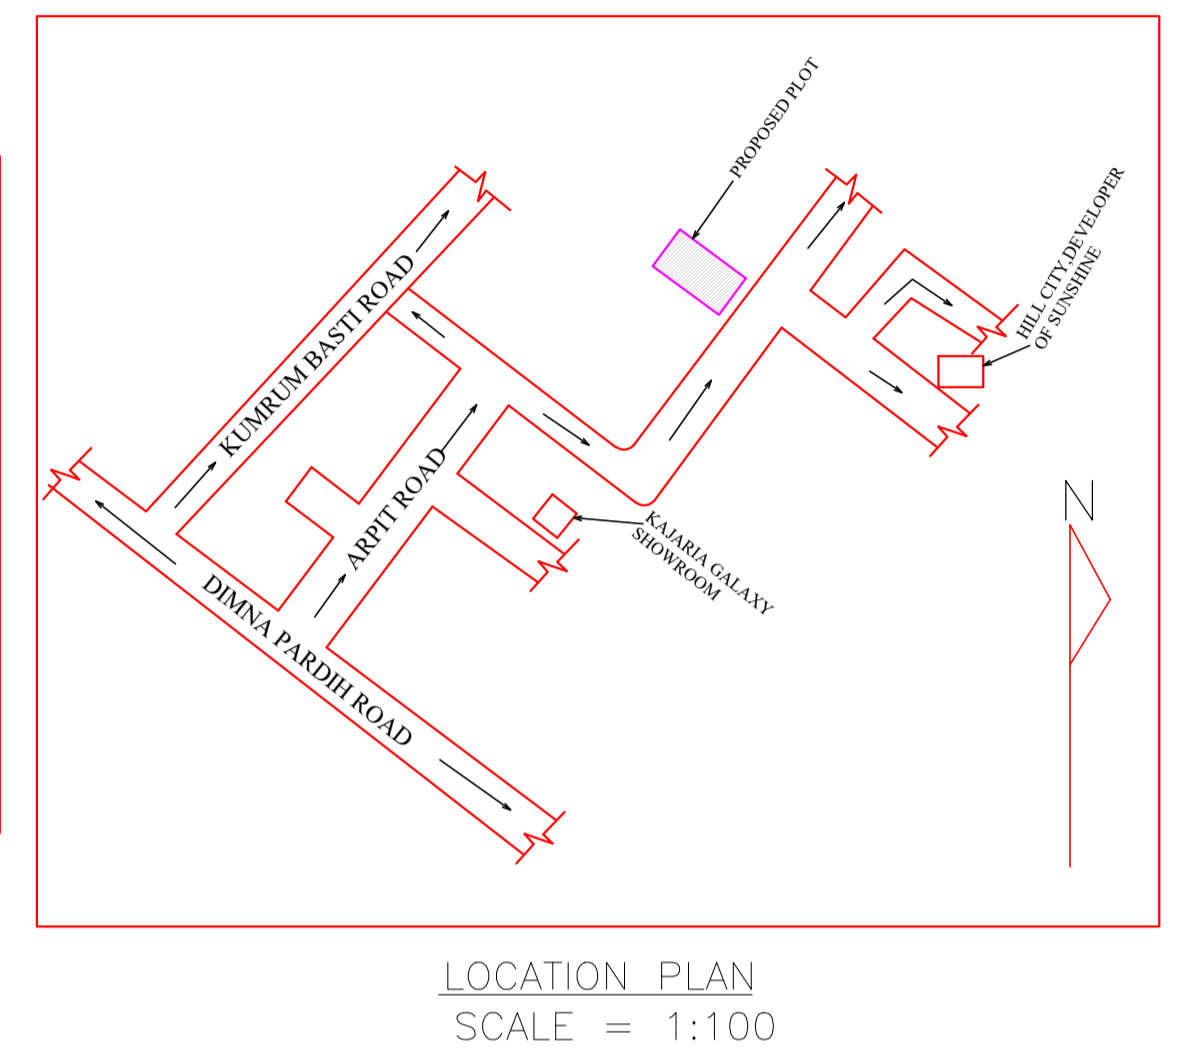 PROPOSED PLOT
HILL CITY,DEVELOPER
OF SUNSHINE
KUMRUM BASTI ROAD
ARPIT ROAD
KAJARIA GALAXY
SHOWROOM
N
DIMNA PARDIH ROAD
LOCATION PLAN
SCALE = 1:100